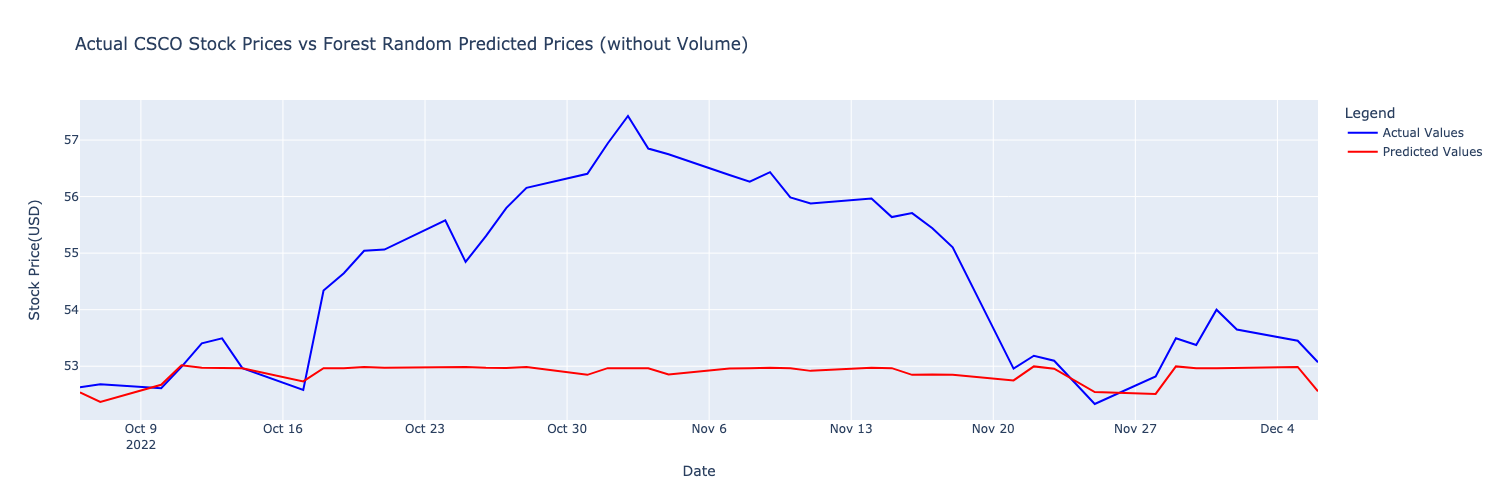 Actual CSCO Stock Prices vs Forest Random Predicted Prices (without Volume)
Legend
Actual Values
Predicted Values
Stock Price(USD)
57
56
55
54
53
Oct 9
2022
Oct 16
Oct 23
Oct 30
Nov 6
Nov 13
Nov 20
Nov 27
Dec 4
Date